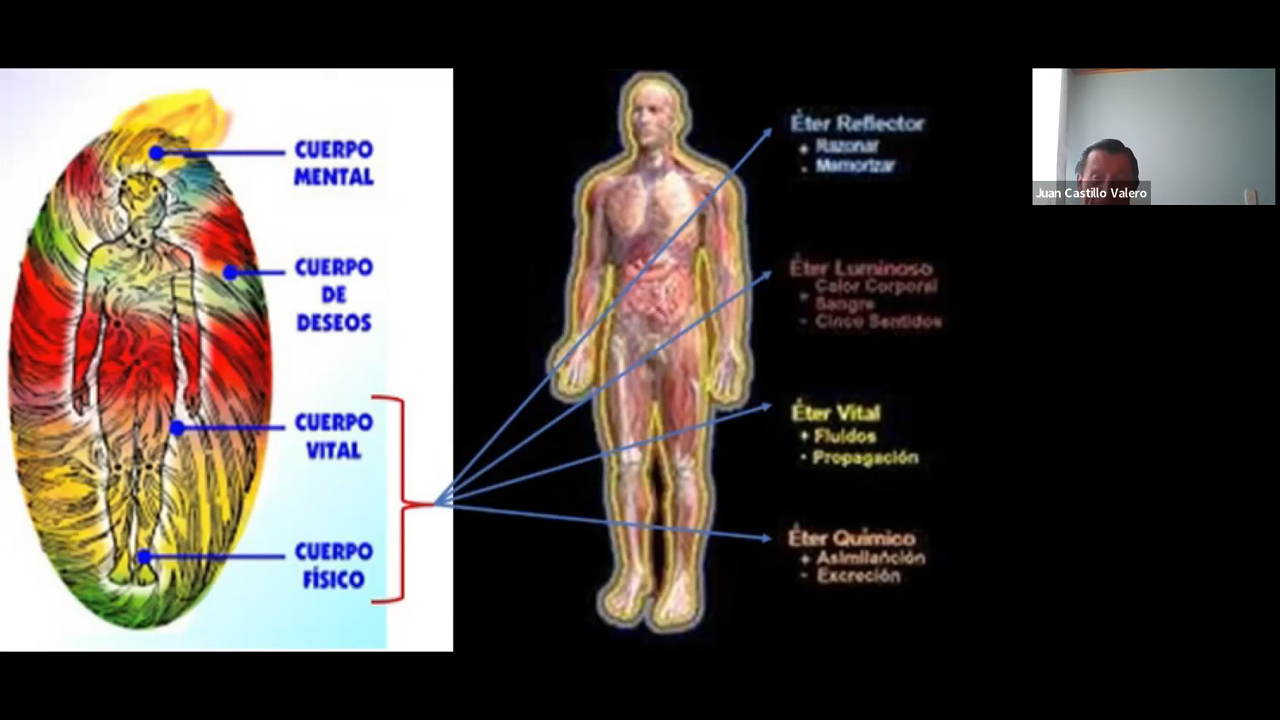 CUERPO
MENTAL
CUERPO
DE
DESEOS
CUERPO
VITAL
CUERPO
FÍSICO
Éter Reflector
+ Razonar
- Memorizar
Éter Luminoso
+ Calor Corporal
Sangre
- Cinco Sentidos
Éter Vital
+ Fluidos
- Propagación
Éter Químico
+ Asimilación
- Excreción
Juan Castillo Valero